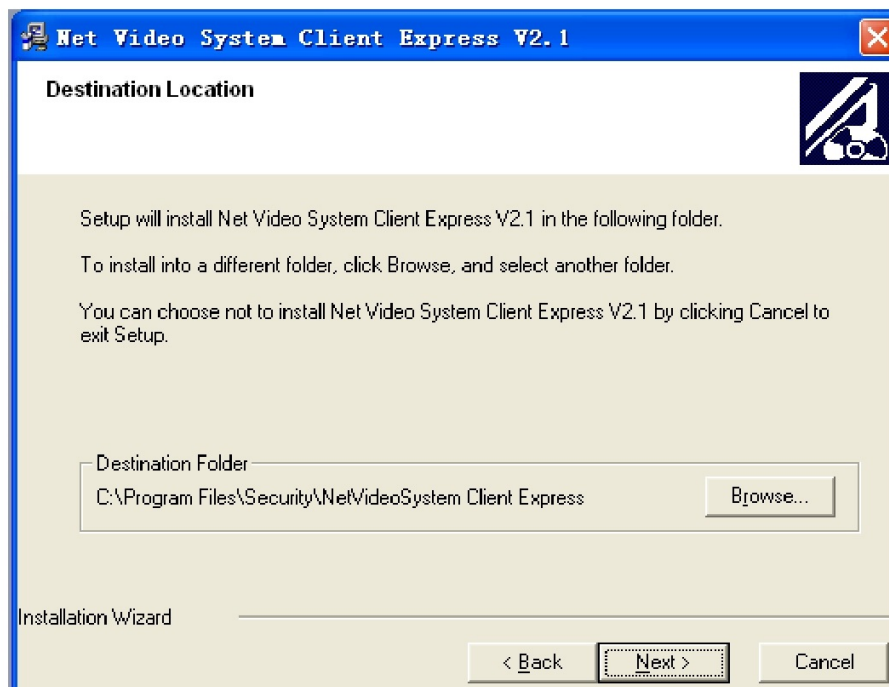 Net Video System Client Express V2.1
Destination Location
Setup will install Net Video System Client Express V2.1 in the following folder.
To install into a different folder, click Browse, and select another folder.
You can choose not to install Net Video System Client Express V2.1 by clicking Cancel to
exit Setup.
Destination Folder
C:\Program Files\Security\NetVideoSystem Client Express
Browse...
Installation Wizard
< Back
Next >
Cancel